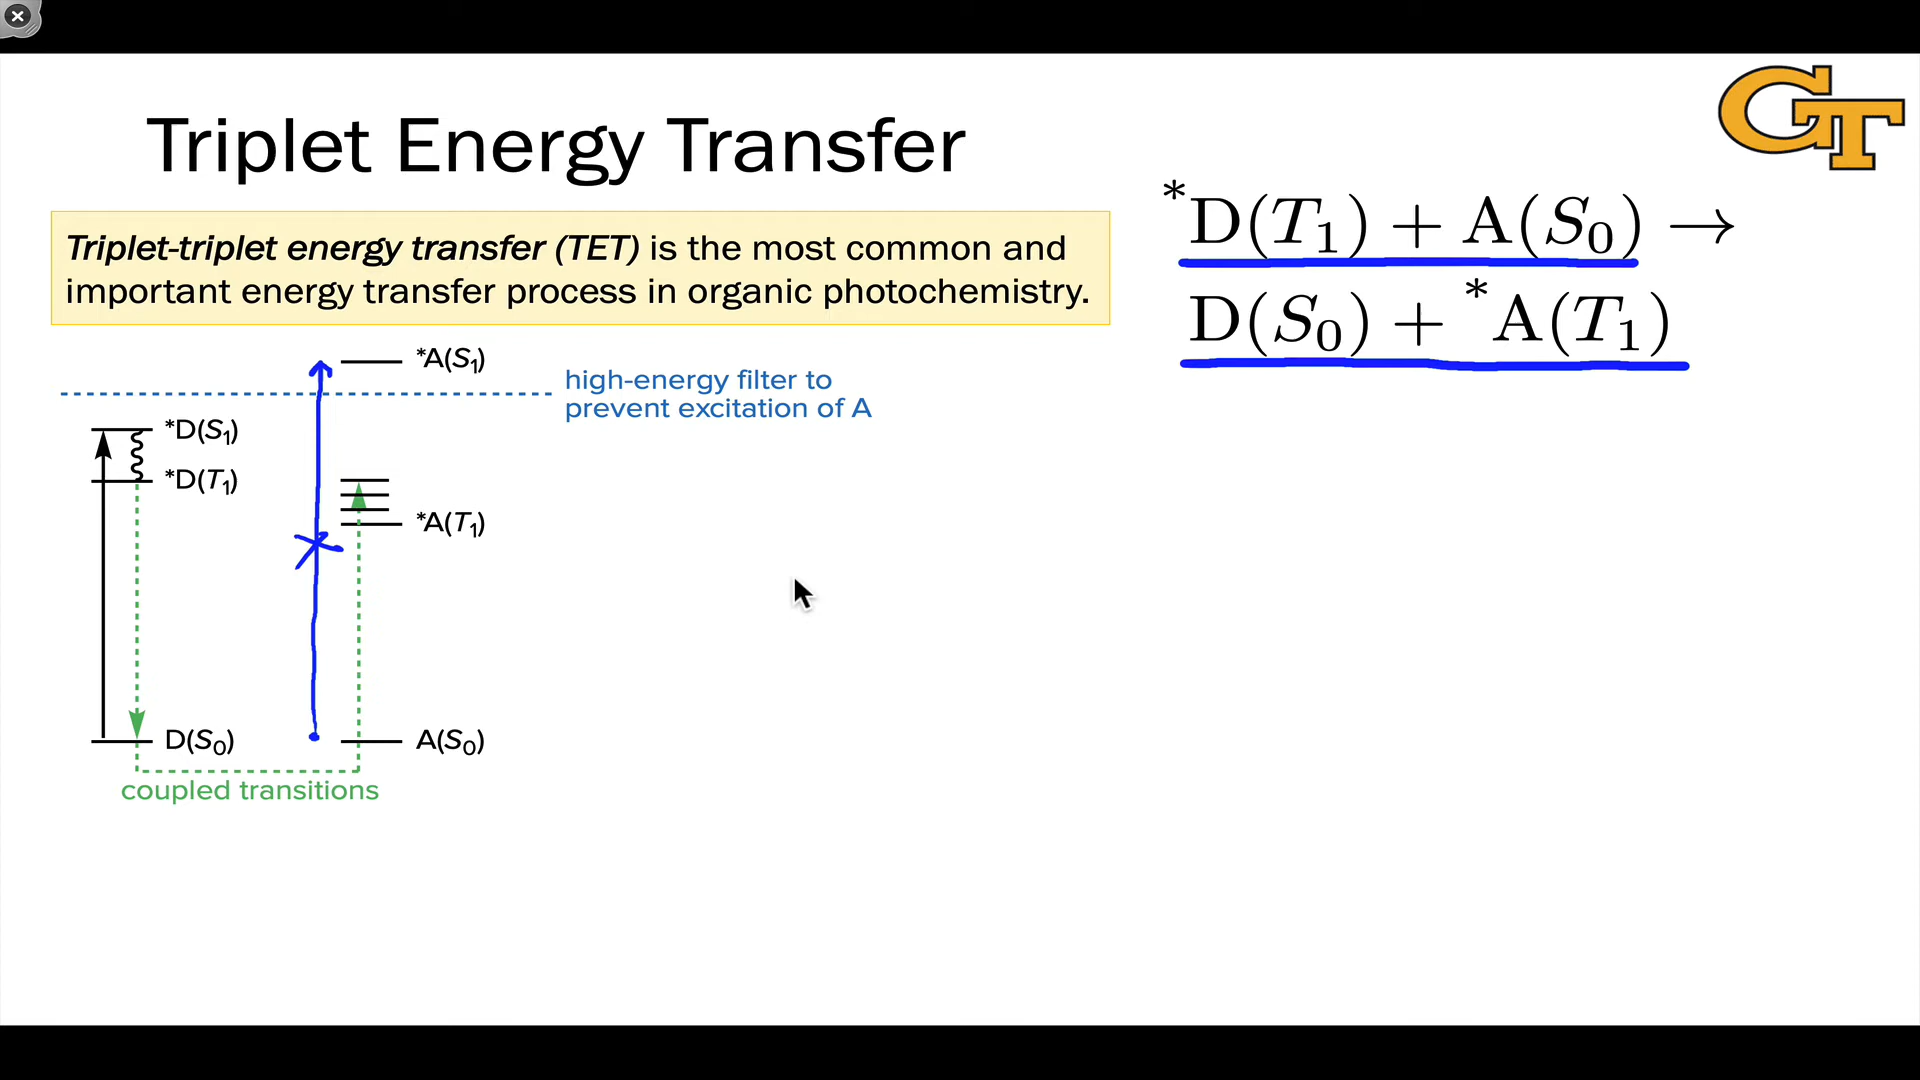 Triplet Energy Transfer
GT
Triplet-triplet energy transfer (TET) is the most common and
important energy transfer process in organic photochemistry.
*D(T₁) + A(S₀) →
D(S₀) + *A(T₁)
*A(S₁)
high-energy filter to
prevent excitation of A
*D(S₁)
*D(T₁)
*A(T₁)
D(S₀)
A(S₀)
coupled transitions